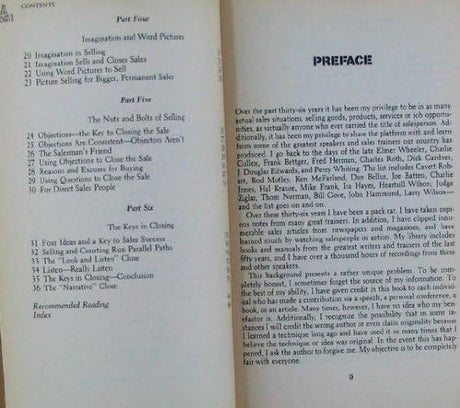 CONTENTS
Part Four
Imagination and Word Pictures
20 Imagination in Selling
21 Imagination Sells and Closes Sales
22 Using Word Pictures to Sell
23 Picture Selling for Bigger, Permanent Sales
Part Five
The Nuts and Bolts of Selling
24 Objections—the Key to Closing the Sale
25 Objections Are Consistent—Objectors Aren't
26 The Salesman's Friend
27 Using Objections to Close the Sale
28 Reasons and Excuses for Buying
29 Using Questions to Close the Sale
30 For Direct Sales People
Part Six
The Keys in Closing
31 Four Ideas and a Key to Sales Success
32 Selling and Courting Run Parallel Paths
33 The "Look and Listen" Close
34 Listen—Really Listen
35 The Keys in Closing—Conclusion
36 The "Narrative" Close
Recommended Reading
Index
PREFACE
Over the past thirty-six years it has been my privilege to be in as many
actual sales situations, selling goods, products, services or job opportu-
nities, as virtually anyone who ever carried the title of salesperson. Ad-
ditionally, it has been my privilege to share the platform with and learn
from some of the greatest speakers and sales trainers our country has
produced. I go back to the days of the late Elmer Wheeler, Charlie
Cullen, Frank Bettger, Fred Herman, Charles Roth, Dick Gardner,
J. Douglas Edwards, and Percy Whiting. The list includes Cavett Rob-
ert, Rod Motley, Ken McFarland, Dan Bellus, Joe Batten, Charlie
Jones, Hal Krause, Mike Frank, Ira Hayes, Heartsill Wilson, Judge
Ziglar, Thom Norman, Bill Gove, John Hammond, Larry Wilson—
and the list goes on and on.
Over these thirty-six years I have been a pack rat. I have taken copi-
ous notes from many great trainers. In addition, I have clipped innu-
merable sales articles from newspapers and magazines, and have
learned much by watching salespeople in action. My library includes
books and manuals from the greatest writers and trainers of the last
fifty years, and I have over a thousand hours of recordings from these
and other speakers.
This background presents a rather unique problem. To be com-
pletely honest, I sometimes forget the source of my information. To
the best of my ability, I have given credit in this book to each individ-
ual who has made a contribution via a speech, a personal conference, a
book, or an article. Many times, however, I have no idea who my ben-
efactor is. Additionally, I recognize the possibility that in some in-
stances I will credit the wrong author or even claim originality because
I learned a technique long ago and have used it so many times that I
believe the technique or idea was original. In the event this has hap-
pened, I ask the author to forgive me. My objective is to be completely
fair with everyone.
9